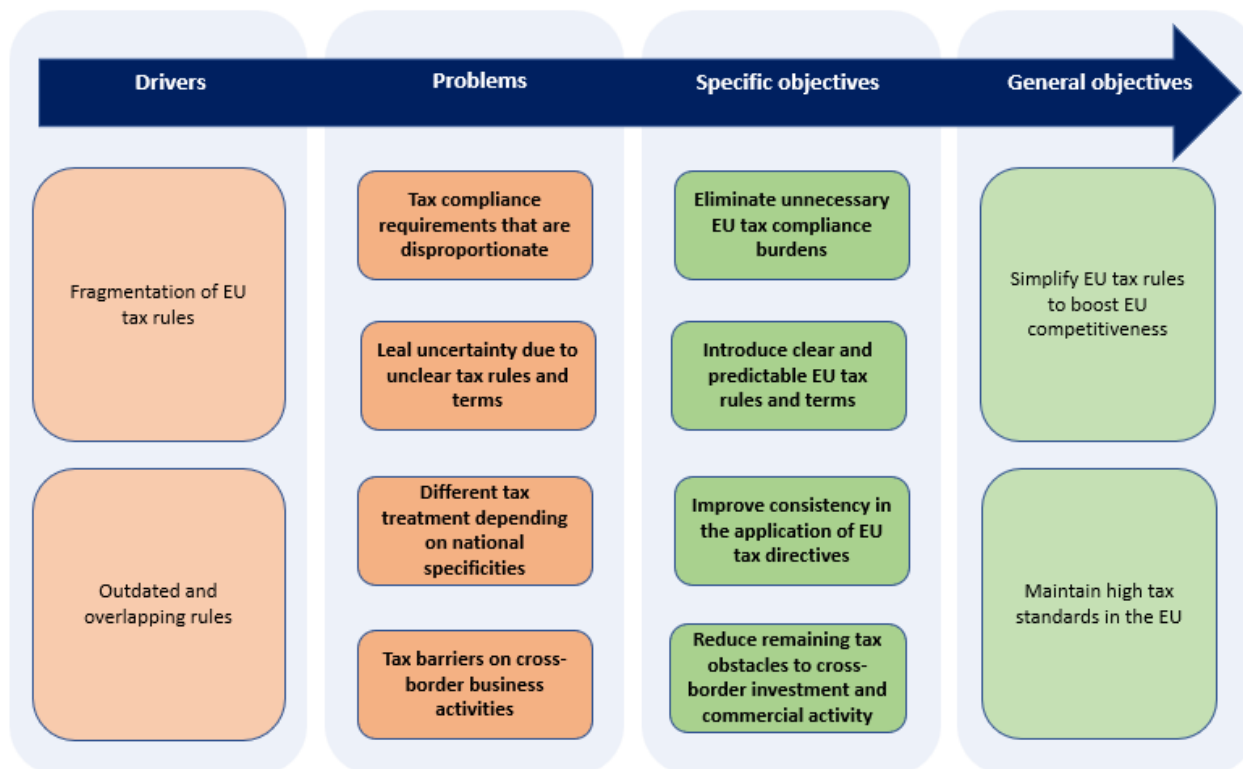 Drivers
Problems
Specific objectives
General objectives
Fragmentation of EU
tax rules
Outdated and
overlapping rules
Tax compliance
requirements that are
disproportionate
Leal uncertainty due to
unclear tax rules and
terms
Different tax
treatment depending
on national
specificities
Tax barriers on cross-
border business
activities
Eliminate unnecessary
EU tax compliance
burdens
Introduce clear and
predictable EU tax
rules and terms
Improve consistency in
the application of EU
tax directives
Reduce remaining tax
obstacles to cross-
border investment and
commercial activity
Simplify EU tax rules
to boost EU
competitiveness
Maintain high tax
standards in the EU